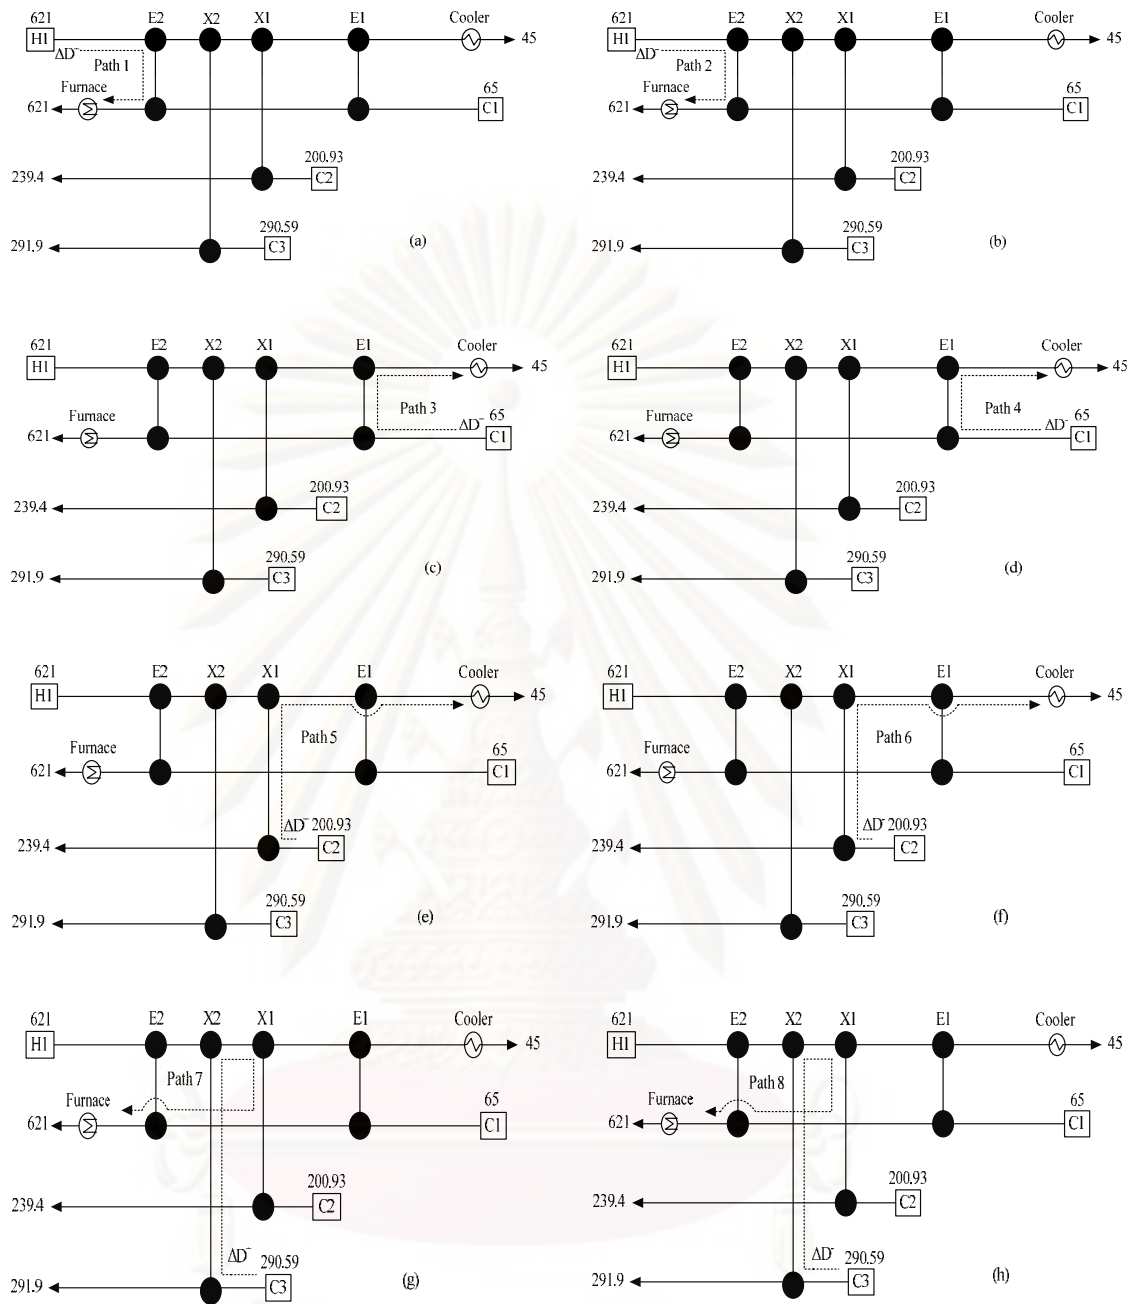 621
E2 X2 X1 E1 Cooler
H1 45
ΔD⁺ Path 1
Furnace 65
621 C1
200.93
239.4 C2
290.59
291.9 C3 (a)
621
E2 X2 X1 E1 Cooler
H1 45
ΔD⁻ Path 2
Furnace 65
621 C1
200.93
239.4 C2
290.59
291.9 C3 (b)
621
E2 X2 X1 E1 Cooler
H1 45
Path 3
Furnace ΔD⁺ 65
621 C1
200.93
239.4 C2
290.59
291.9 C3 (c)
621
E2 X2 X1 E1 Cooler
H1 45
Path 4
Furnace ΔD⁻ 65
621 C1
200.93
239.4 C2
290.59
291.9 C3 (d)
621
E2 X2 X1 E1 Cooler
H1 45
Path 5
Furnace 65
621 C1
ΔD⁺ 200.93
239.4 C2
290.59
291.9 C3 (e)
621
E2 X2 X1 E1 Cooler
H1 45
Path 6
Furnace 65
621 C1
ΔD⁻ 200.93
239.4 C2
290.59
291.9 C3 (f)
621
E2 X2 X1 E1 Cooler
H1 45
Path 7
Furnace 65
621 C1
200.93
239.4 C2
ΔD⁺ 290.59
291.9 C3 (g)
621
E2 X2 X1 E1 Cooler
H1 45
Path 8
Furnace 65
621 C1
200.93
239.4 C2
ΔD⁻ 290.59
291.9 C3 (h)